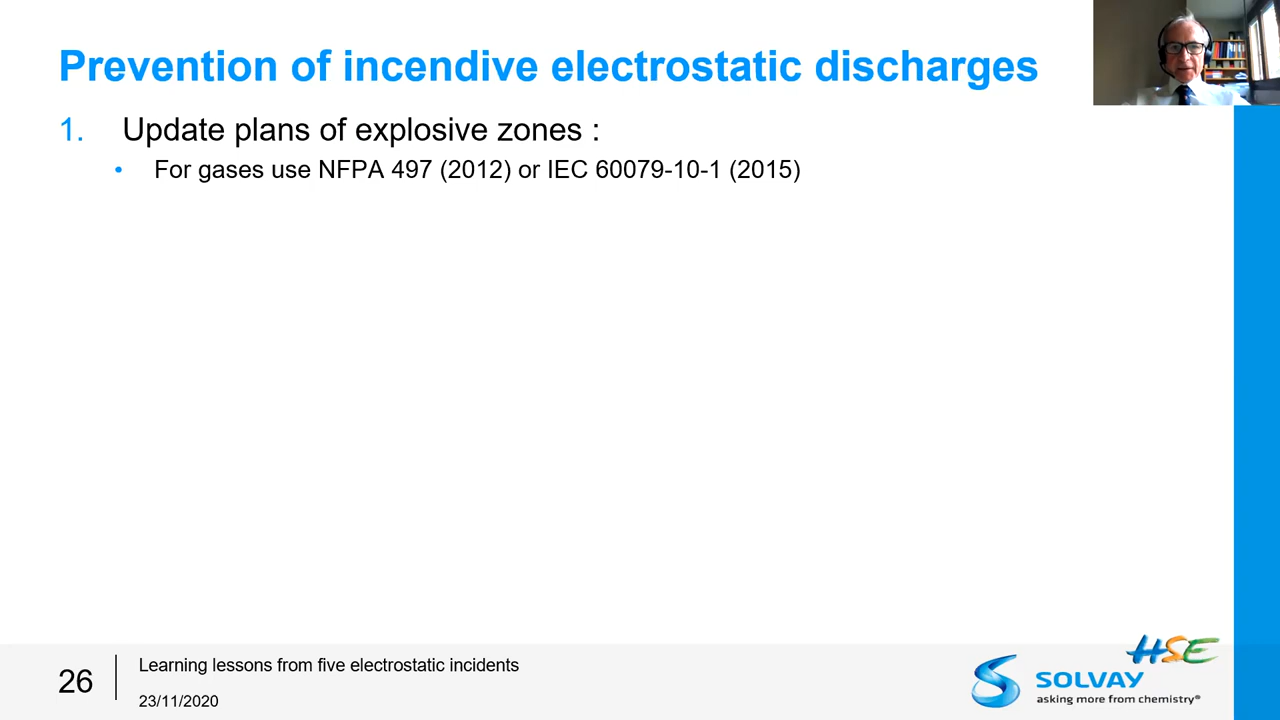 Prevention of incendive electrostatic discharges
1. Update plans of explosive zones :
• For gases use NFPA 497 (2012) or IEC 60079-10-1 (2015)
26
Learning lessons from five electrostatic incidents
23/11/2020
HSE
SOLVAY
asking more from chemistry®